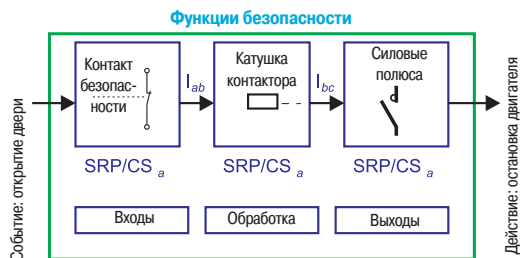 Функции безопасности
Событие: открытие двери
Контакт
безопас-
ности
I ab
Катушка
контактора
I bc
Силовые
полюса
Действие: остановка двигателя
SRP/CS a
SRP/CS a
SRP/CS a
Входы
Обработка
Выходы